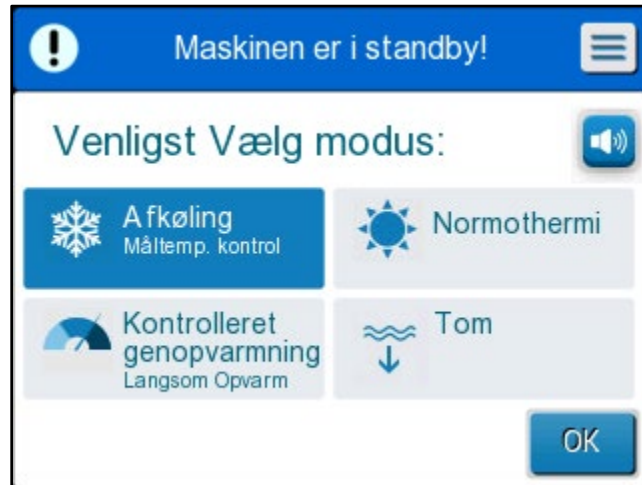 Maskinen er i standby!
Venligst Vælg modus:
Afkøling
Måltemp. kontrol
Normothermi
Kontrolleret
genopvarmning
Langsom Opvarm
Tom
OK